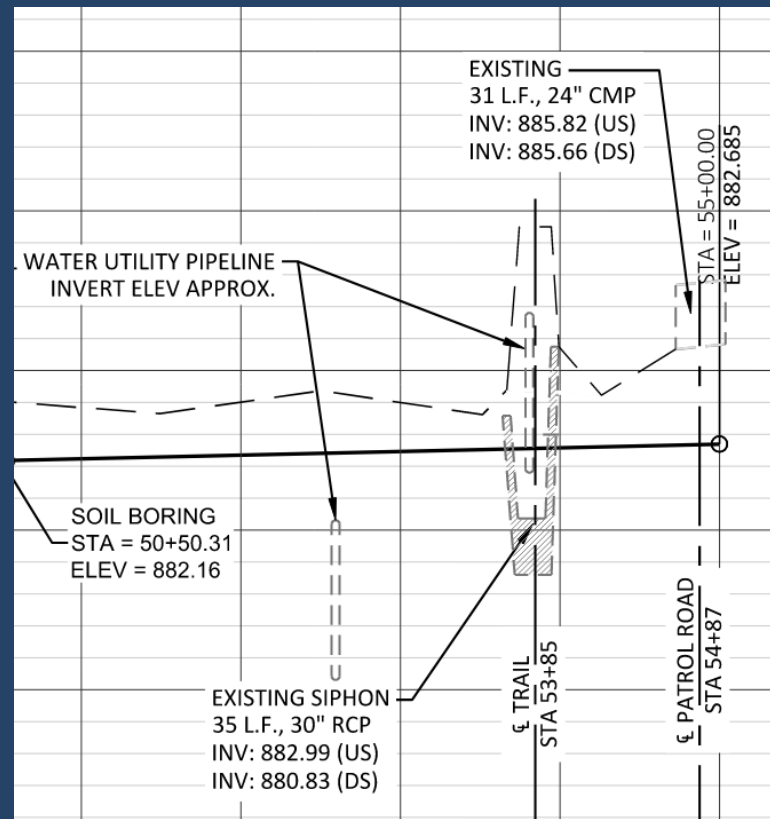 EXISTING
31 L.F., 24" CMP
INV: 885.82 (US)
INV: 885.66 (DS)
STA = 55+00.00
ELEV = 882.685
WATER UTILITY PIPELINE
INVERT ELEV APPROX.
SOIL BORING
STA = 50+50.31
ELEV = 882.16
EXISTING SIPHON
35 L.F., 30" RCP
INV: 882.99 (US)
INV: 880.83 (DS)
℄ TRAIL
STA 53+85
℄ PATROL ROAD
STA 54+87